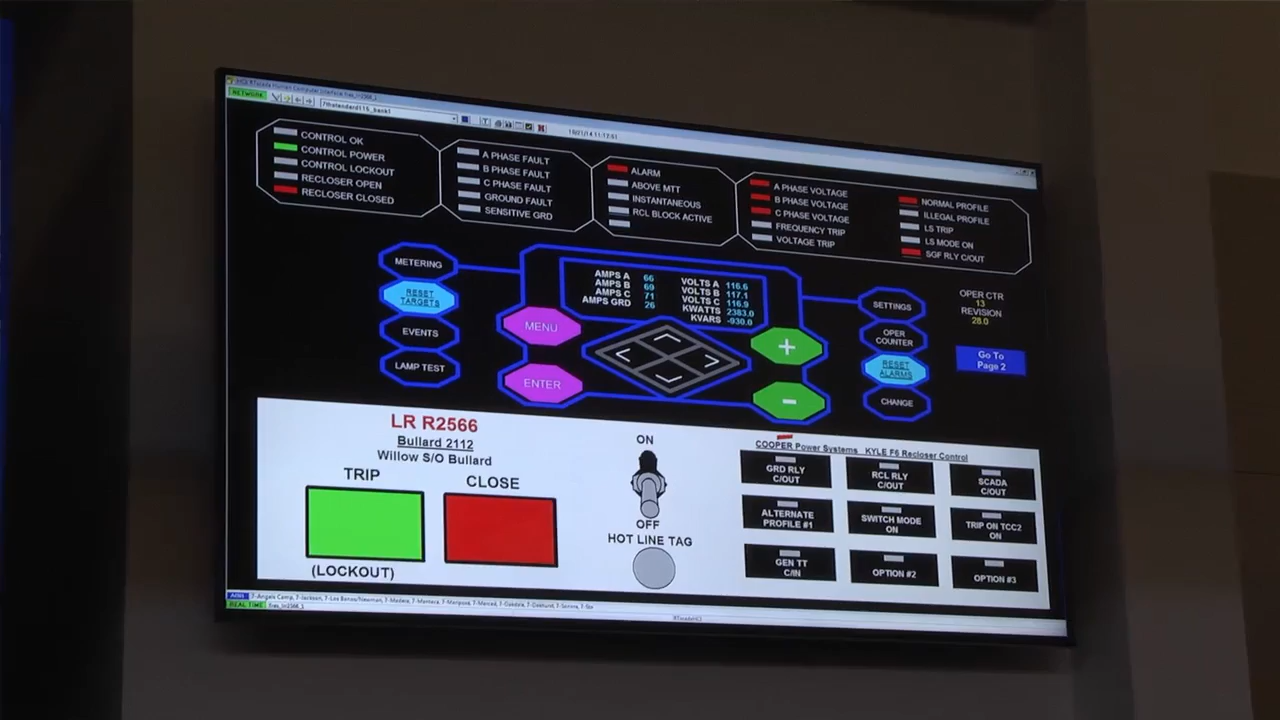 NETWORK
CONTROL OK
CONTROL POWER
CONTROL LOCKOUT
RECLOSER OPEN
RECLOSER CLOSED
A PHASE FAULT
B PHASE FAULT
C PHASE FAULT
GROUND FAULT
SENSITIVE GRD
ALARM
ABOVE MTT
INSTANTANEOUS
RCL BLOCK ACTIVE
A PHASE VOLTAGE
B PHASE VOLTAGE
C PHASE VOLTAGE
FREQUENCY TRIP
VOLTAGE TRIP
NORMAL PROFILE
ILLEGAL PROFILE
LS TRIP
LS MODE ON
SGF RLY C/OUT
METERING
RESET
TARGETS
EVENTS
LAMP TEST
MENU
ENTER
AMPS A 66
AMPS B 69
AMPS C 71
AMPS GRD 26
VOLTS A 116.6
VOLTS B 117.1
VOLTS C 116.9
KWATTS 2383.0
KVARS -930.0
+
-
SETTINGS
OPER
COUNTER
RESET
ALARMS
CHANGE
OPER CTR
13
REVISION
28.0
Go To
Page 2
LR R2566
Bullard 2112
Willow S/O Bullard
TRIP
CLOSE
(LOCKOUT)
ON
OFF
HOT LINE TAG
COOPER Power Systems KYLE F6 Recloser Control
GRD RLY
C/OUT
RCL RLY
C/OUT
SCADA
C/OUT
ALTERNATE
PROFILE #1
SWITCH MODE
ON
TRIP ON TCC2
ON
GEN TT
C/IN
OPTION #2
OPTION #3
REAL TIME